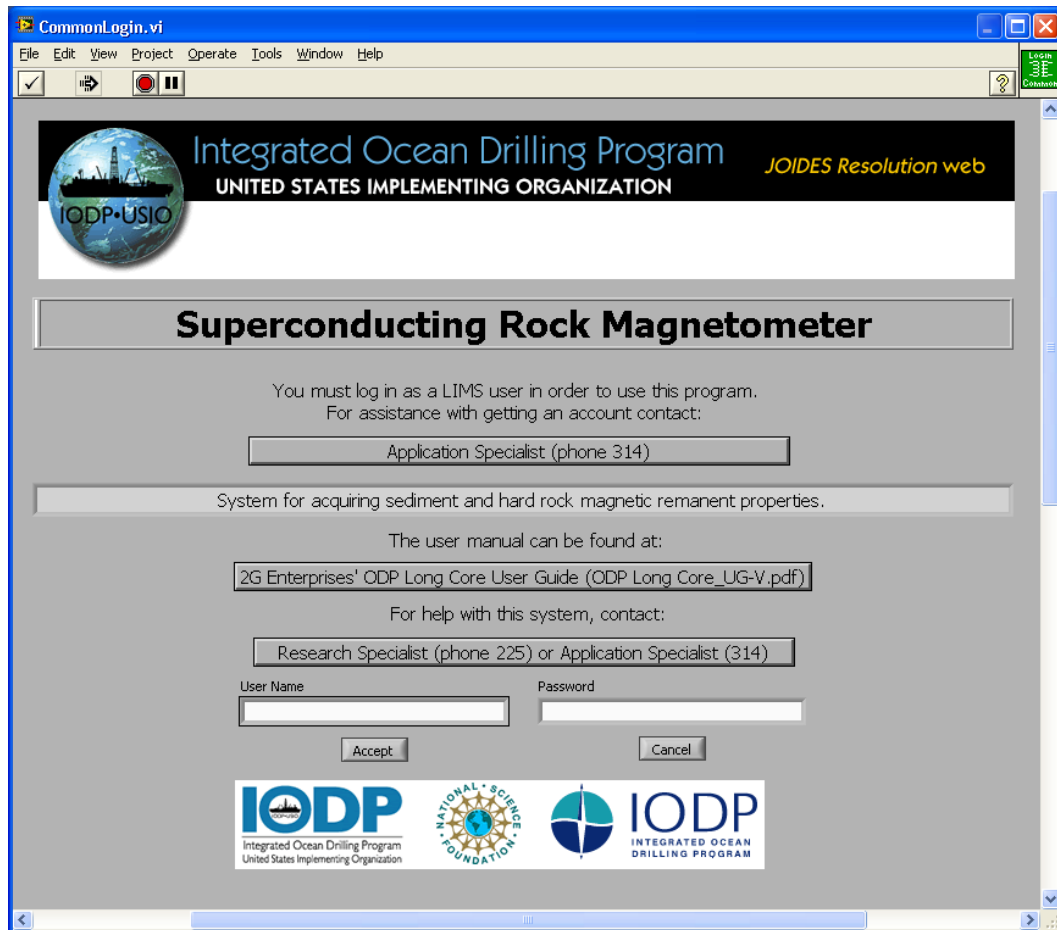 CommonLogin.vi
File Edit View Project Operate Tools Window Help
Login
Common
Integrated Ocean Drilling Program
UNITED STATES IMPLEMENTING ORGANIZATION
JOIDES Resolution web
IODP•USIO
Superconducting Rock Magnetometer
You must log in as a LIMS user in order to use this program.
For assistance with getting an account contact:
Application Specialist (phone 314)
System for acquiring sediment and hard rock magnetic remanent properties.
The user manual can be found at:
2G Enterprises' ODP Long Core User Guide (ODP Long Core_UG-V.pdf)
For help with this system, contact:
Research Specialist (phone 225) or Application Specialist (314)
User Name Password
Accept Cancel
IODP
IODP-USIO
Integrated Ocean Drilling Program
United States Implementing Organization
NATIONAL • SCIENCE • FOUNDATION •
IODP
INTEGRATED OCEAN
DRILLING PROGRAM